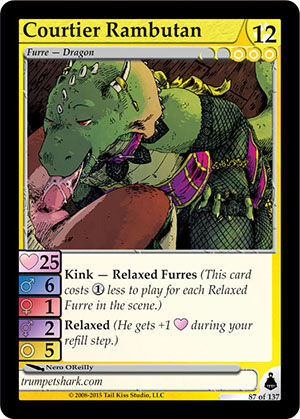 Courtier Rambutan
12
Furre — Dragon
25
6
1
2
5
Kink — Relaxed Furres (This card
costs 1 less to play for each Relaxed
Furre in the scene.)
Relaxed (He gets +1 during your
refill step.)
Nero OReilly
trumpetshark.com
© 2008-2015 Tail Kiss Studio, LLC
87 of 137